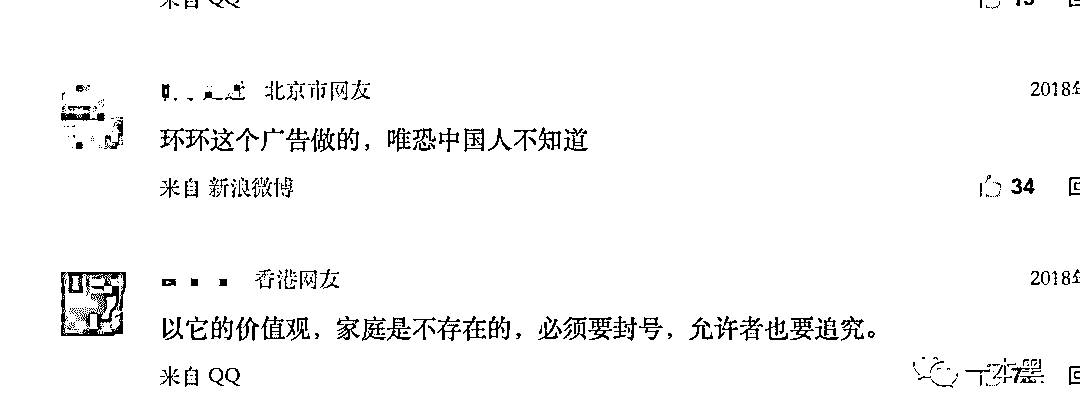 来自 QQ
北京市网友 2018年
环环这个广告做的，唯恐中国人不知道
来自 新浪微博 34
香港网友 2018年
以它的价值观，家庭是不存在的，必须要封号，允许者也要追究。
来自 QQ
一本黑